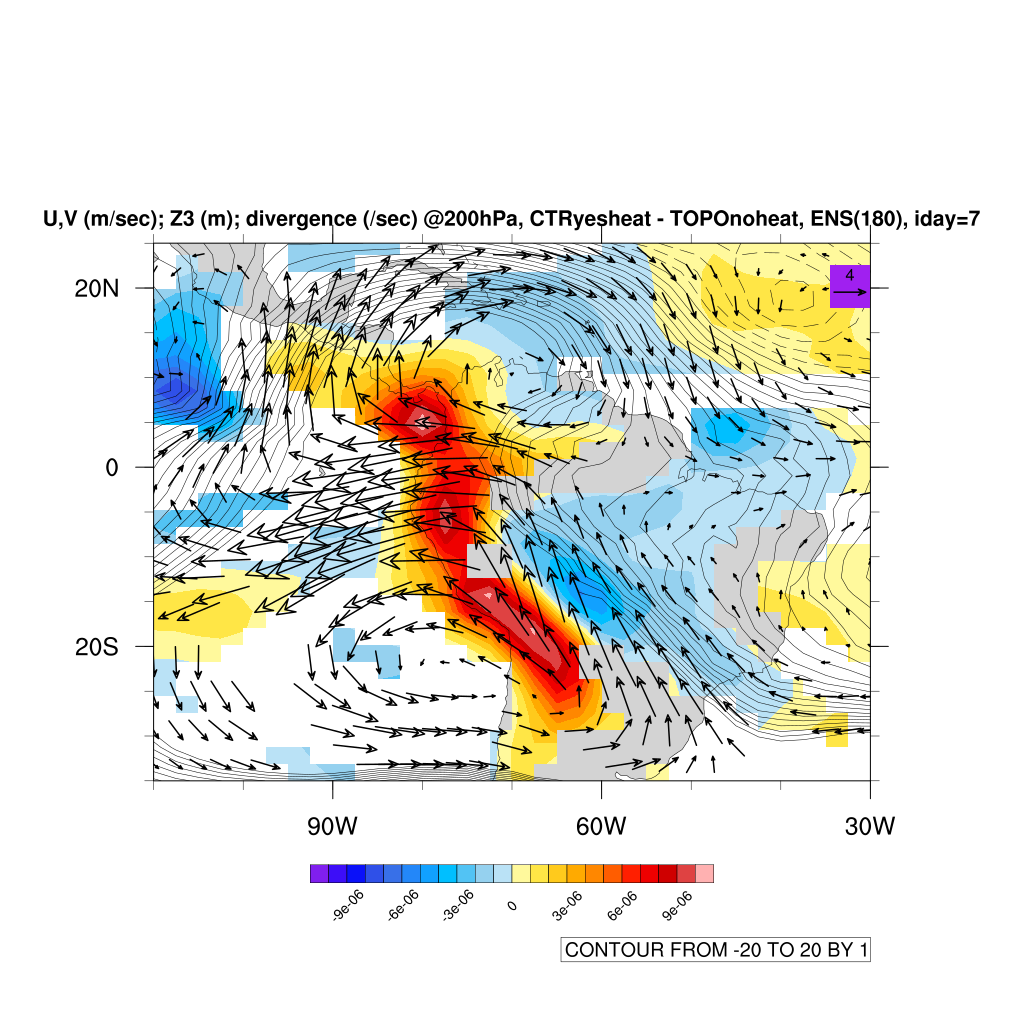 U,V (m/sec); Z3 (m); divergence (/sec) @200hPa, CTRyesheat - TOPOnoheat, ENS(180), iday=7
4
20N
0
20S
90W 60W 30W
-9e-06 -6e-06 -3e-06 0 3e-06 6e-06 9e-06
CONTOUR FROM -20 TO 20 BY 1